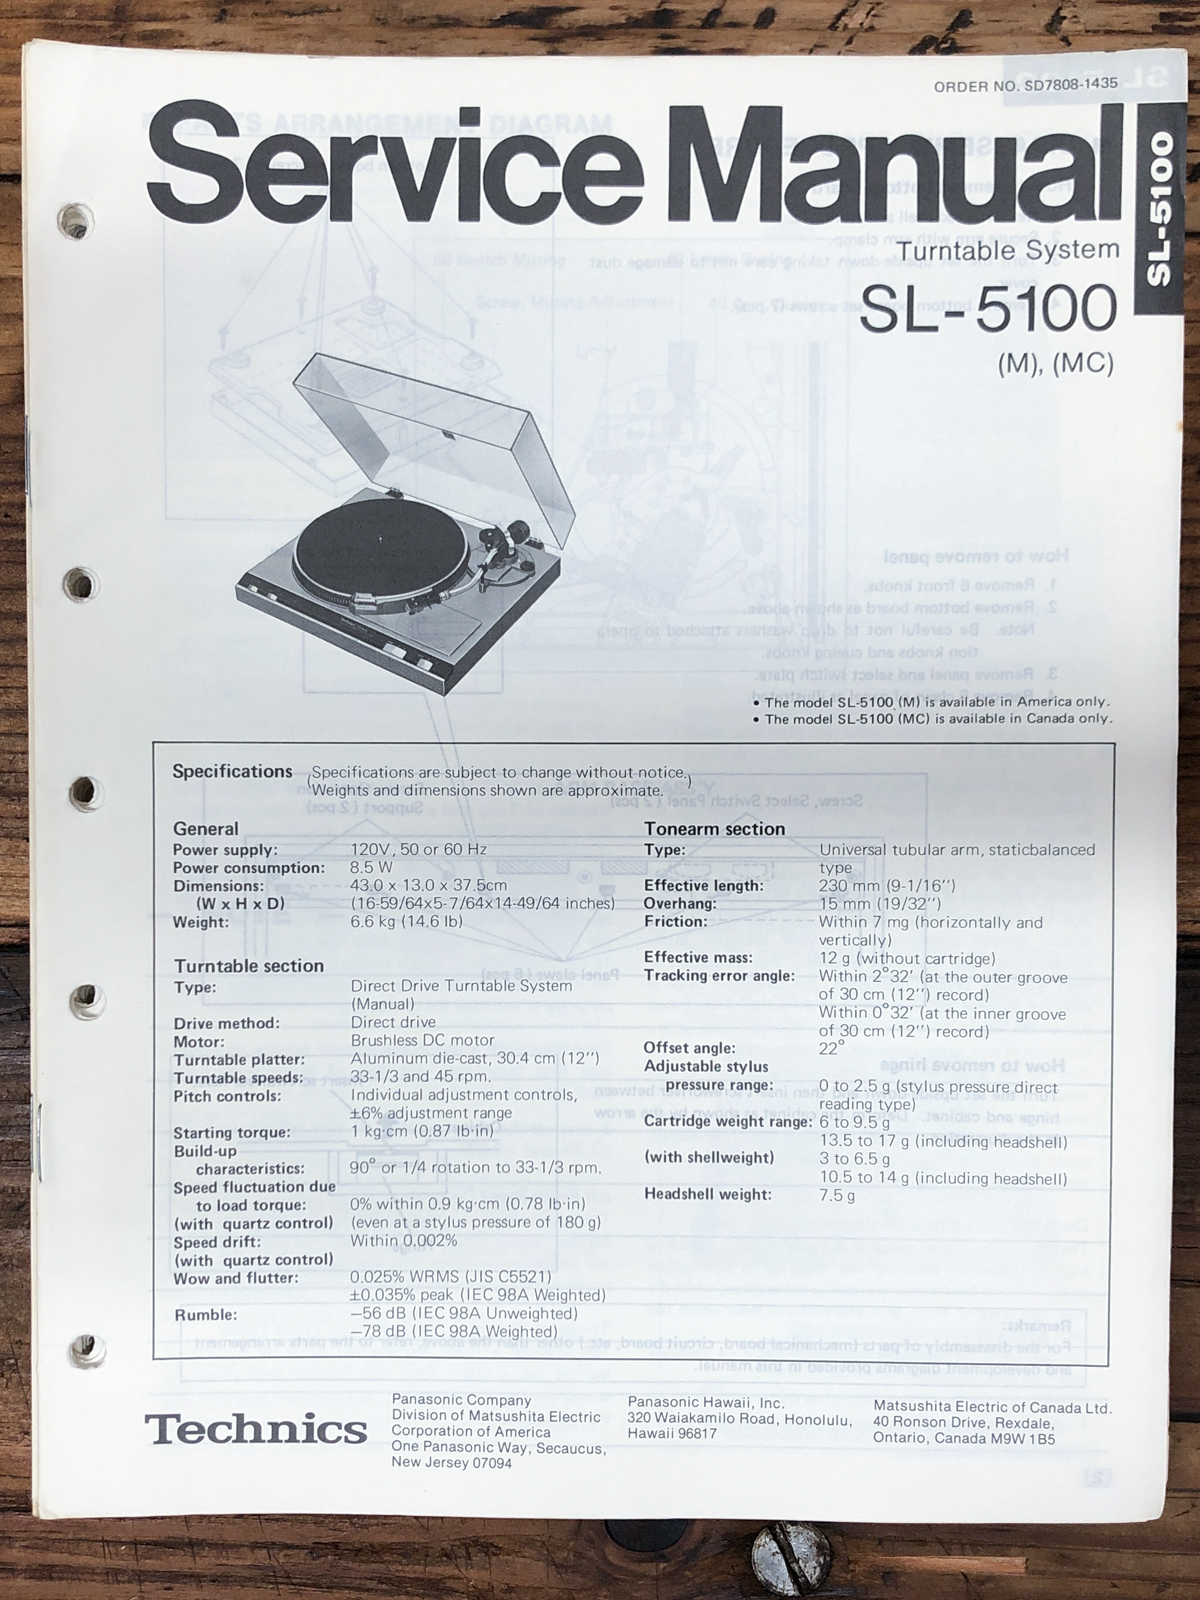 ORDER NO. SD7808-1435
Service Manual
SL-5100
Turntable System
SL-5100
(M), (MC)
• The model SL-5100 (M) is available in America only.
• The model SL-5100 (MC) is available in Canada only.
Specifications (Specifications are subject to change without notice.
Weights and dimensions shown are approximate.)
General
Power supply: 120V, 50 or 60 Hz
Power consumption: 8.5 W
Dimensions: 43.0 x 13.0 x 37.5cm
(W x H x D) (16-59/64x5-7/64x14-49/64 inches)
Weight: 6.6 kg (14.6 lb)
Turntable section
Type: Direct Drive Turntable System
(Manual)
Drive method: Direct drive
Motor: Brushless DC motor
Turntable platter: Aluminum die-cast, 30.4 cm (12'')
Turntable speeds: 33-1/3 and 45 rpm.
Pitch controls: Individual adjustment controls,
±6% adjustment range
Starting torque: 1 kg·cm (0.87 lb·in)
Build-up
characteristics: 90° or 1/4 rotation to 33-1/3 rpm.
Speed fluctuation due
to load torque: 0% within 0.9 kg·cm (0.78 lb·in)
(with quartz control) (even at a stylus pressure of 180 g)
Speed drift: Within 0.002%
(with quartz control)
Wow and flutter: 0.025% WRMS (JIS C5521)
±0.035% peak (IEC 98A Weighted)
Rumble: −56 dB (IEC 98A Unweighted)
−78 dB (IEC 98A Weighted)
Tonearm section
Type: Universal tubular arm, staticbalanced
type
Effective length: 230 mm (9-1/16'')
Overhang: 15 mm (19/32'')
Friction: Within 7 mg (horizontally and
vertically)
Effective mass: 12 g (without cartridge)
Tracking error angle: Within 2°32' (at the outer groove
of 30 cm (12'') record)
Within 0°32' (at the inner groove
of 30 cm (12'') record)
Offset angle: 22°
Adjustable stylus
pressure range: 0 to 2.5 g (stylus pressure direct
reading type)
Cartridge weight range: 6 to 9.5 g
13.5 to 17 g (including headshell)
(with shellweight) 3 to 6.5 g
10.5 to 14 g (including headshell)
Headshell weight: 7.5 g
Technics
Panasonic Company
Division of Matsushita Electric
Corporation of America
One Panasonic Way, Secaucus,
New Jersey 07094
Panasonic Hawaii, Inc.
320 Waiakamilo Road, Honolulu,
Hawaii 96817
Matsushita Electric of Canada Ltd.
40 Ronson Drive, Rexdale,
Ontario, Canada M9W 1B5